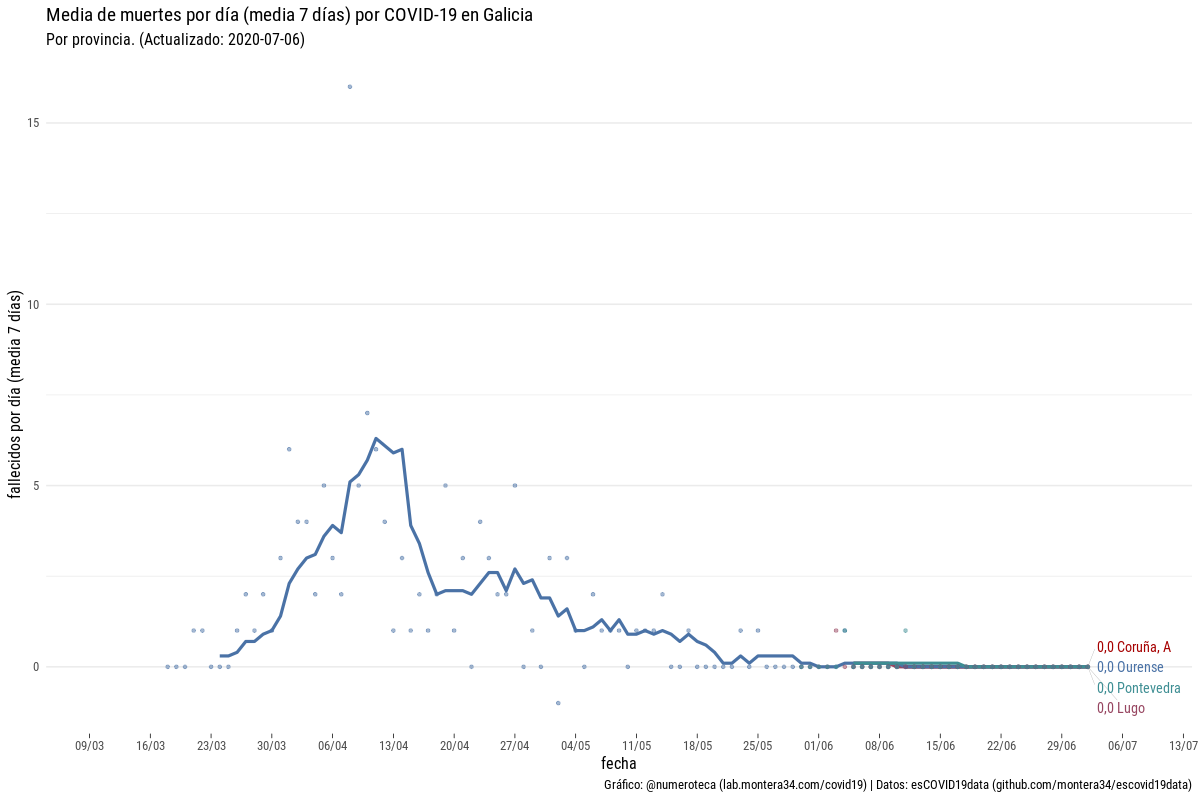 Media de muertes por día (media 7 días) por COVID-19 en Galicia
Por provincia. (Actualizado: 2020-07-06)
fallecidos por día (media 7 días)
15
10
5
0
0,0 Coruña, A
0,0 Ourense
0,0 Pontevedra
0,0 Lugo
09/03 16/03 23/03 30/03 06/04 13/04 20/04 27/04 04/05 11/05 18/05 25/05 01/06 08/06 15/06 22/06 29/06 06/07 13/07
fecha
Gráfico: @numeroteca (lab.montera34.com/covid19) | Datos: esCOVID19data (github.com/montera34/escovid19data)